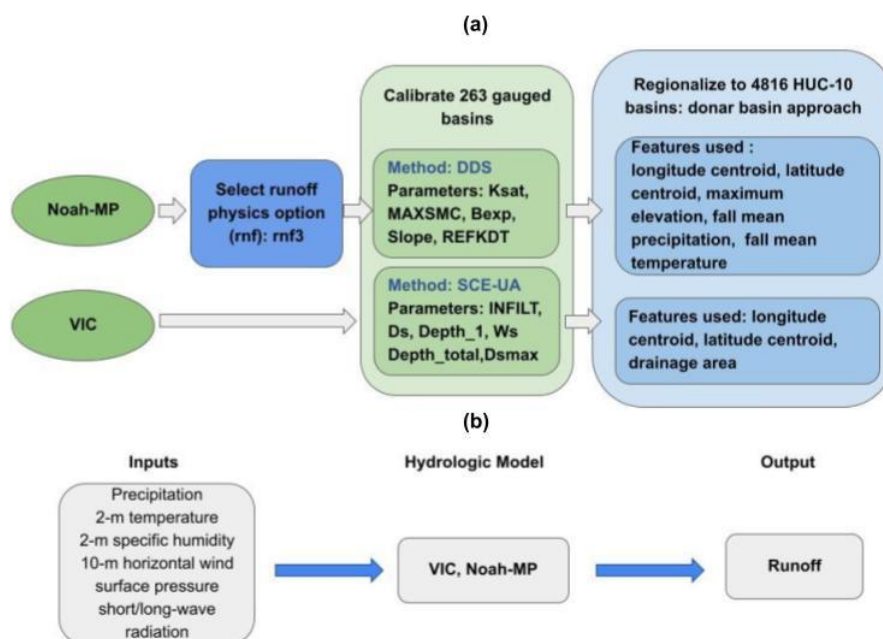 (a)
Noah-MP
VIC
Select runoff
physics option
(rnf): rnf3
Calibrate 263 gauged
basins
Method: DDS
Parameters: Ksat,
MAXSMC, Bexp,
Slope, REFKDT
Method: SCE-UA
Parameters: INFILT,
Ds, Depth_1, Ws
Depth_total,Dsmax
Regionalize to 4816 HUC-10
basins: donar basin approach
Features used :
longitude centroid, latitude
centroid, maximum
elevation, fall mean
precipitation, fall mean
temperature
Features used: longitude
centroid, latitude centroid,
drainage area
(b)
Inputs
Precipitation
2-m temperature
2-m specific humidity
10-m horizontal wind
surface pressure
short/long-wave
radiation
Hydrologic Model
VIC, Noah-MP
Output
Runoff